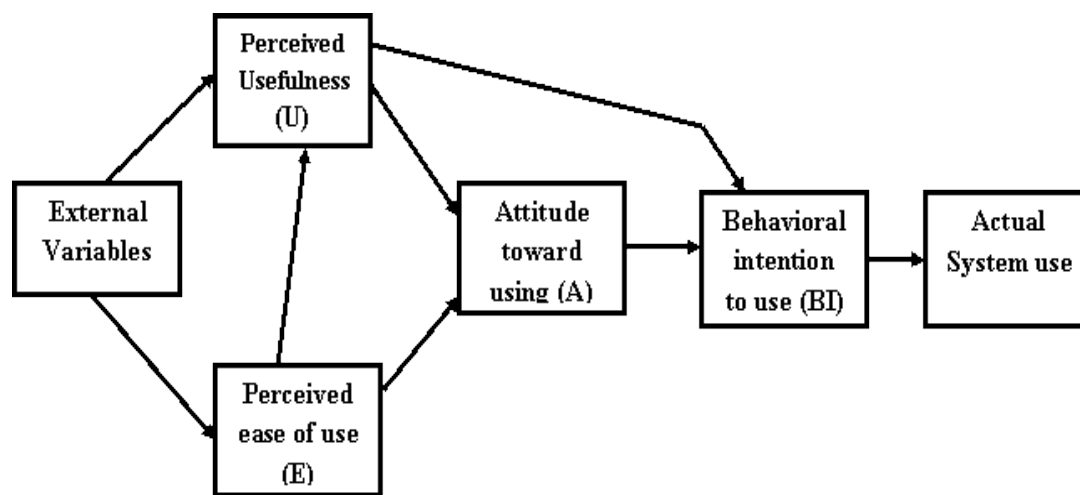 Perceived
Usefulness
(U)
External
Variables
Attitude
toward
using (A)
Behavioral
intention
to use (BI)
Actual
System use
Perceived
ease of use
(E)